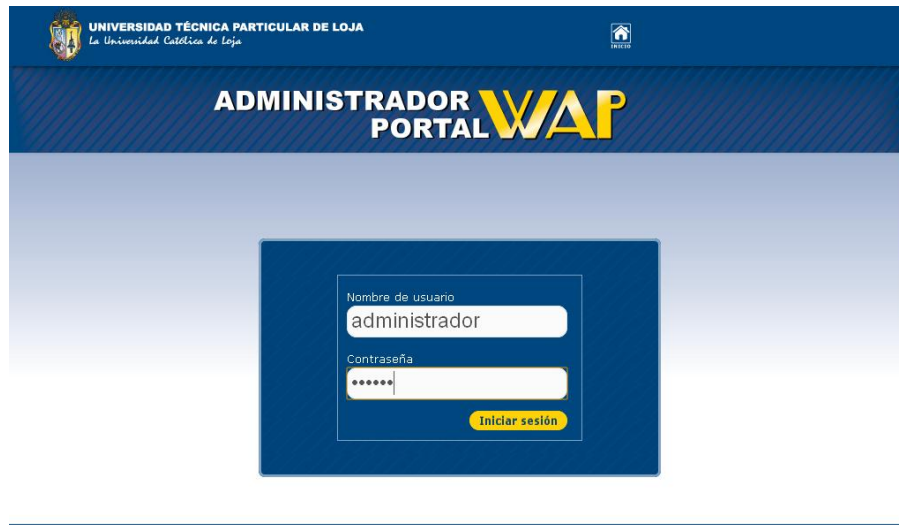 UNIVERSIDAD TÉCNICA PARTICULAR DE LOJA
La Universidad Católica de Loja
INICIO
ADMINISTRADOR
PORTAL WAP
Nombre de usuario
administrador
Contraseña
••••••
Iniciar sesión